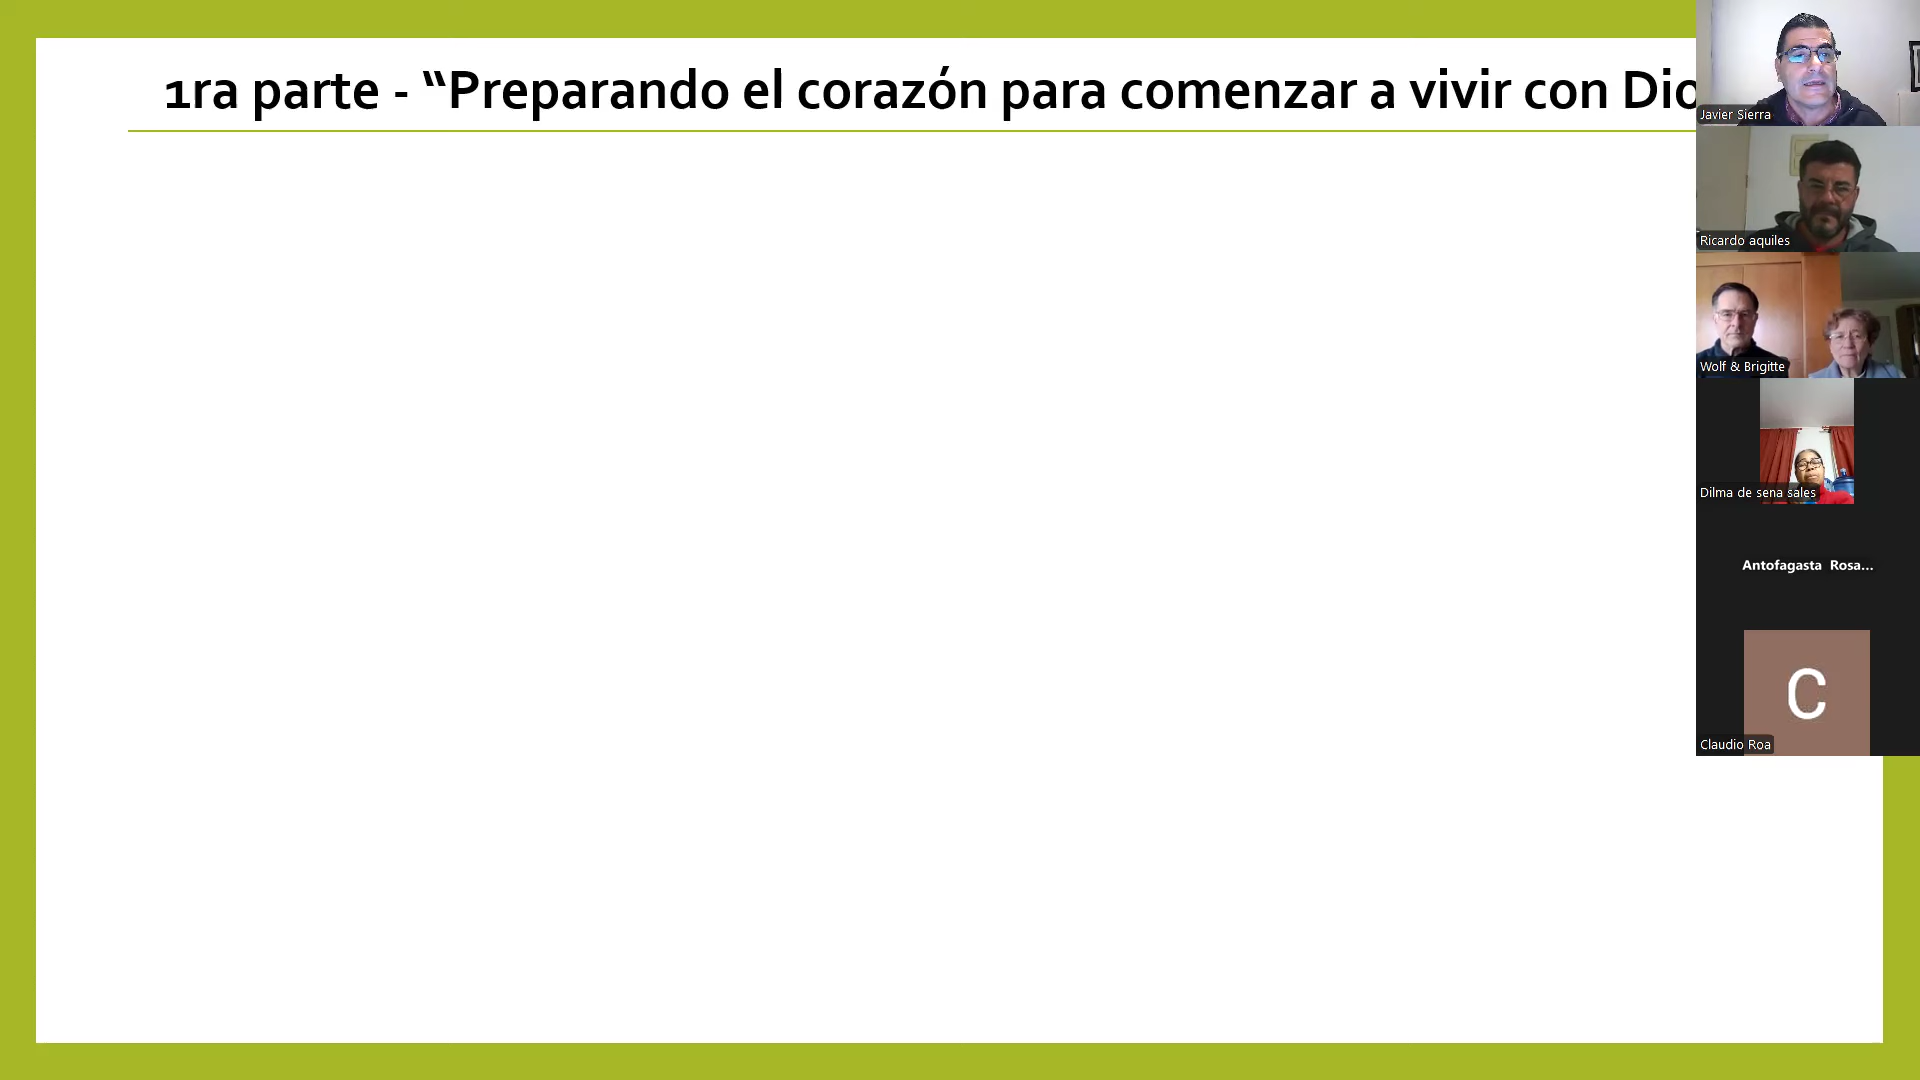 1ra parte - “Preparando el corazón para comenzar a vivir con Dio
Javier Sierra
Ricardo aquiles
Wolf & Brigitte
Dilma de sena sales
Antofagasta Rosa...
C
Claudio Roa